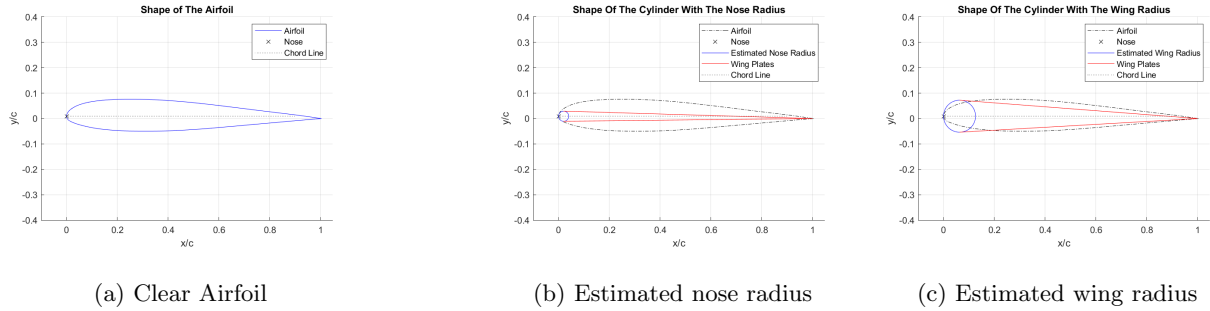 Shape of The Airfoil
Airfoil
Nose
Chord Line
y/c
0.4
0.3
0.2
0.1
0
-0.1
-0.2
-0.3
-0.4
0
0.2
0.4
0.6
0.8
1
x/c
(a) Clear Airfoil
Shape Of The Cylinder With The Nose Radius
Airfoil
Nose
Estimated Nose Radius
Wing Plates
Chord Line
y/c
0.4
0.3
0.2
0.1
0
-0.1
-0.2
-0.3
-0.4
0
0.2
0.4
0.6
0.8
1
x/c
(b) Estimated nose radius
Shape Of The Cylinder With The Wing Radius
Airfoil
Nose
Estimated Wing Radius
Wing Plates
Chord Line
y/c
0.4
0.3
0.2
0.1
0
-0.1
-0.2
-0.3
-0.4
0
0.2
0.4
0.6
0.8
1
x/c
(c) Estimated wing radius